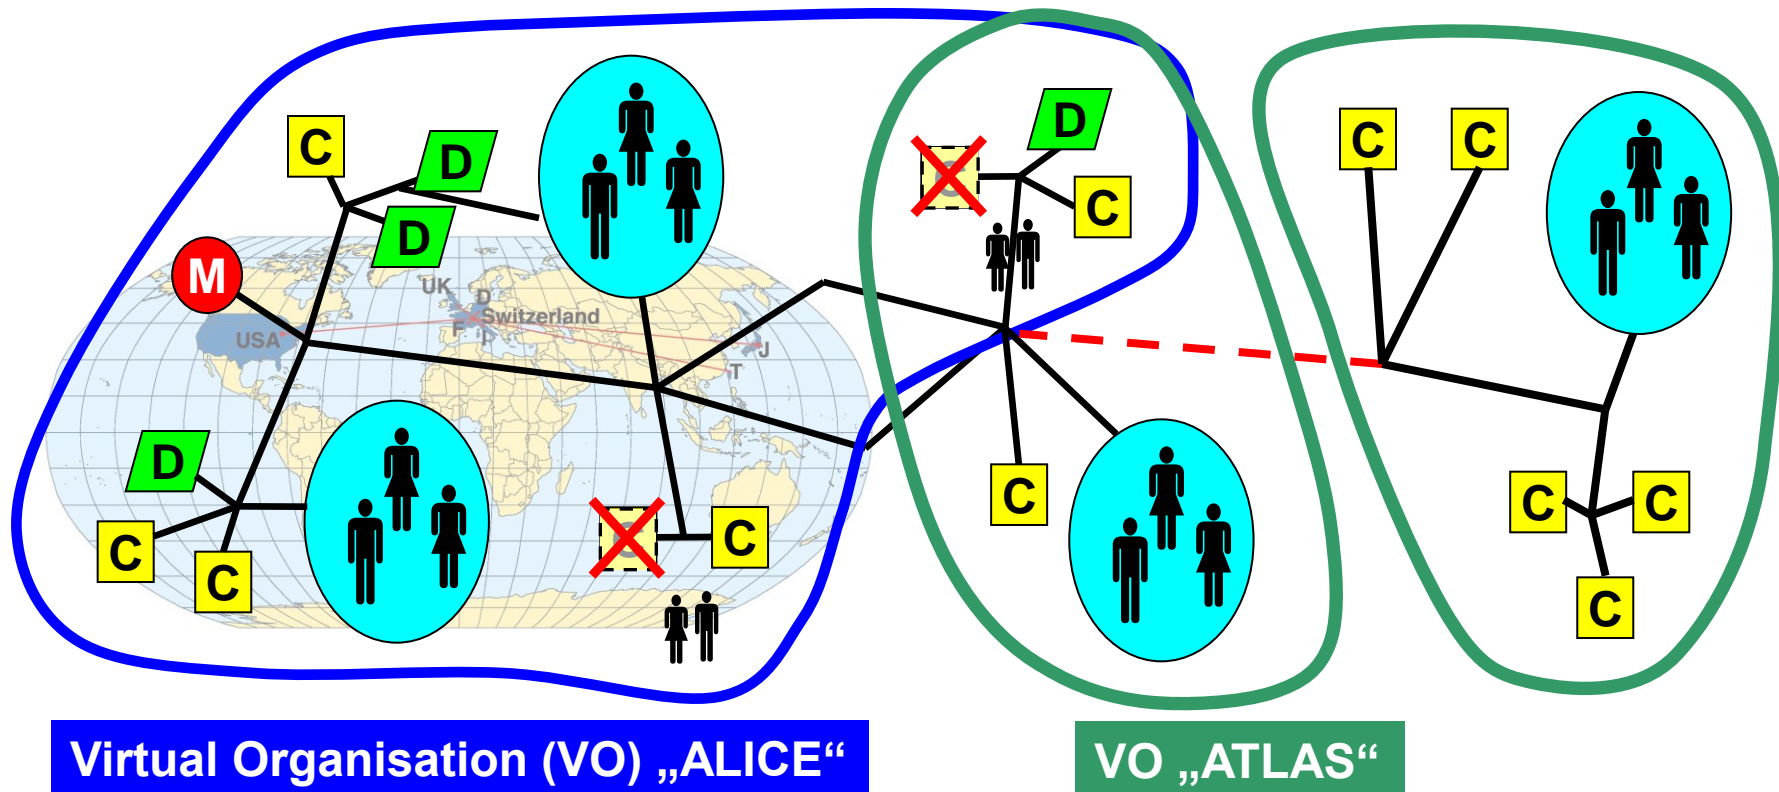 D
C
C
C
D
C
D
C
M
UK
D
Switzerland
F
USA
I
J
T
D
C
C
C
C
C
C
C
C
C
C
Virtual Organisation (VO) „ALICE“
VO „ATLAS“